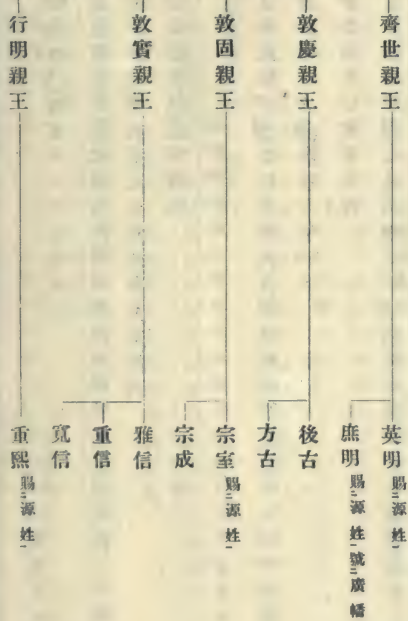 齊世親王
英明 賜源姓
庶明 賜源姓號廣幡
敦慶親王
後古
方古
敦固親王
宗室 賜源姓
宗成
敦實親王
雅信
重信
寬信
行明親王
重熙 賜源姓